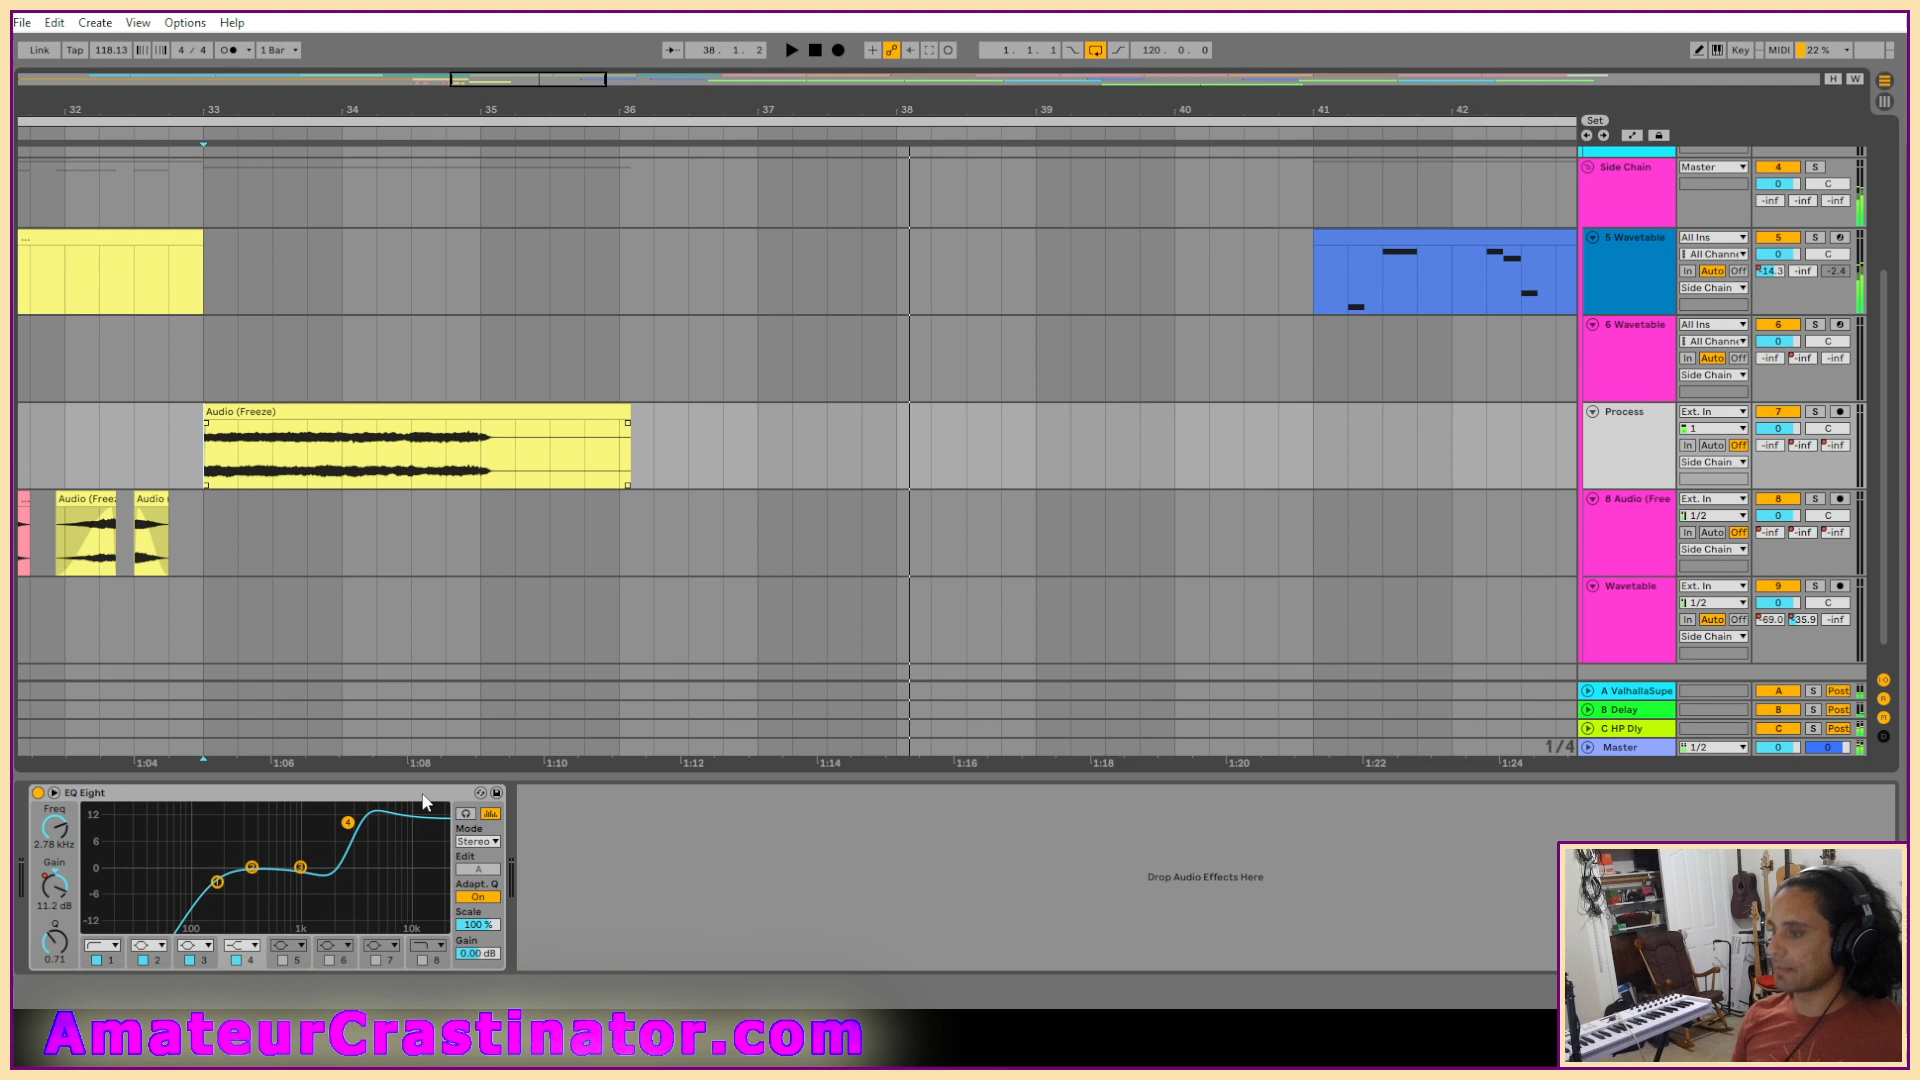 File Edit Create View Options Help
Link Tap 118.13 4 / 4 1 Bar 38. 1. 2 1. 1. 1 120. 0. 0 Key MIDI 22 %
H W
32 33 34 35 36 37 38 39 40 41 42
Set
Side Chain Master 4 S
0 C
-inf -inf -inf
... 5 Wavetable All Ins 5 S
All Channe 0 C
In Auto Off -14.3 -inf -2.4
Side Chain
6 Wavetable All Ins 6 S
All Channe 0 C
In Auto Off -inf -inf -inf
Side Chain
Audio (Freeze) Process Ext. In 7 S
1 0 C
In Auto Off -inf -inf -inf
Side Chain
... Audio (Freez Audio ( 8 Audio (Free Ext. In 8 S
1/2 0 C
In Auto Off -inf -inf -inf
Side Chain
Wavetable Ext. In 9 S
1/2 0 C
In Auto Off -69.0 -35.9 -inf
Side Chain
A ValhallaSupe A S Post
B Delay B S Post
C HP Dly C S Post
1/4 Master 1/2 0 0
1:04 1:06 1:08 1:10 1:12 1:14 1:16 1:18 1:20 1:22 1:24
EQ Eight
Freq 2.78 kHz
Gain 11.2 dB
Q 0.71
12
6
0
-6
-12
100 1k 10k
1 2 3 4
1 2 3 4 5 6 7 8
Mode
Stereo
Edit
A
Adapt. Q
On
Scale
100 %
Gain
0.00 dB
Drop Audio Effects Here
AmateurCrastinator.com